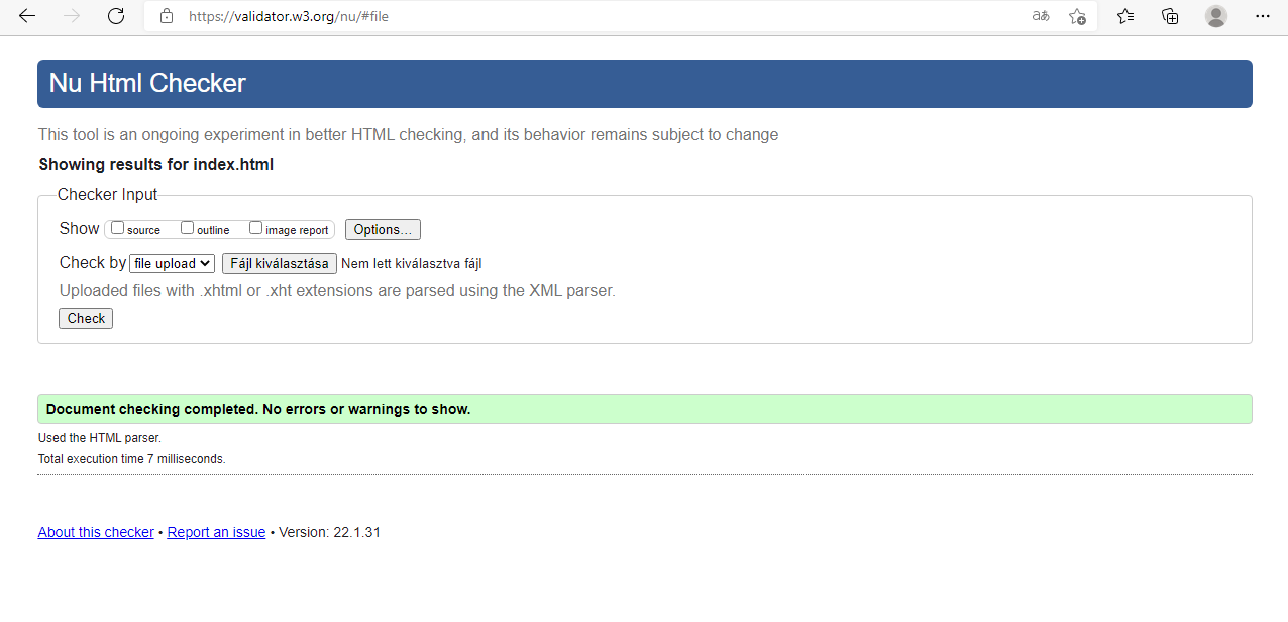 https://validator.w3.org/nu/#file
Nu Html Checker
This tool is an ongoing experiment in better HTML checking, and its behavior remains subject to change
Showing results for index.html
Checker Input
Show source outline image report Options...
Check by file upload Fájl kiválasztása Nem lett kiválasztva fájl
Uploaded files with .xhtml or .xht extensions are parsed using the XML parser.
Check
Document checking completed. No errors or warnings to show.
Used the HTML parser.
Total execution time 7 milliseconds.
About this checker • Report an issue • Version: 22.1.31